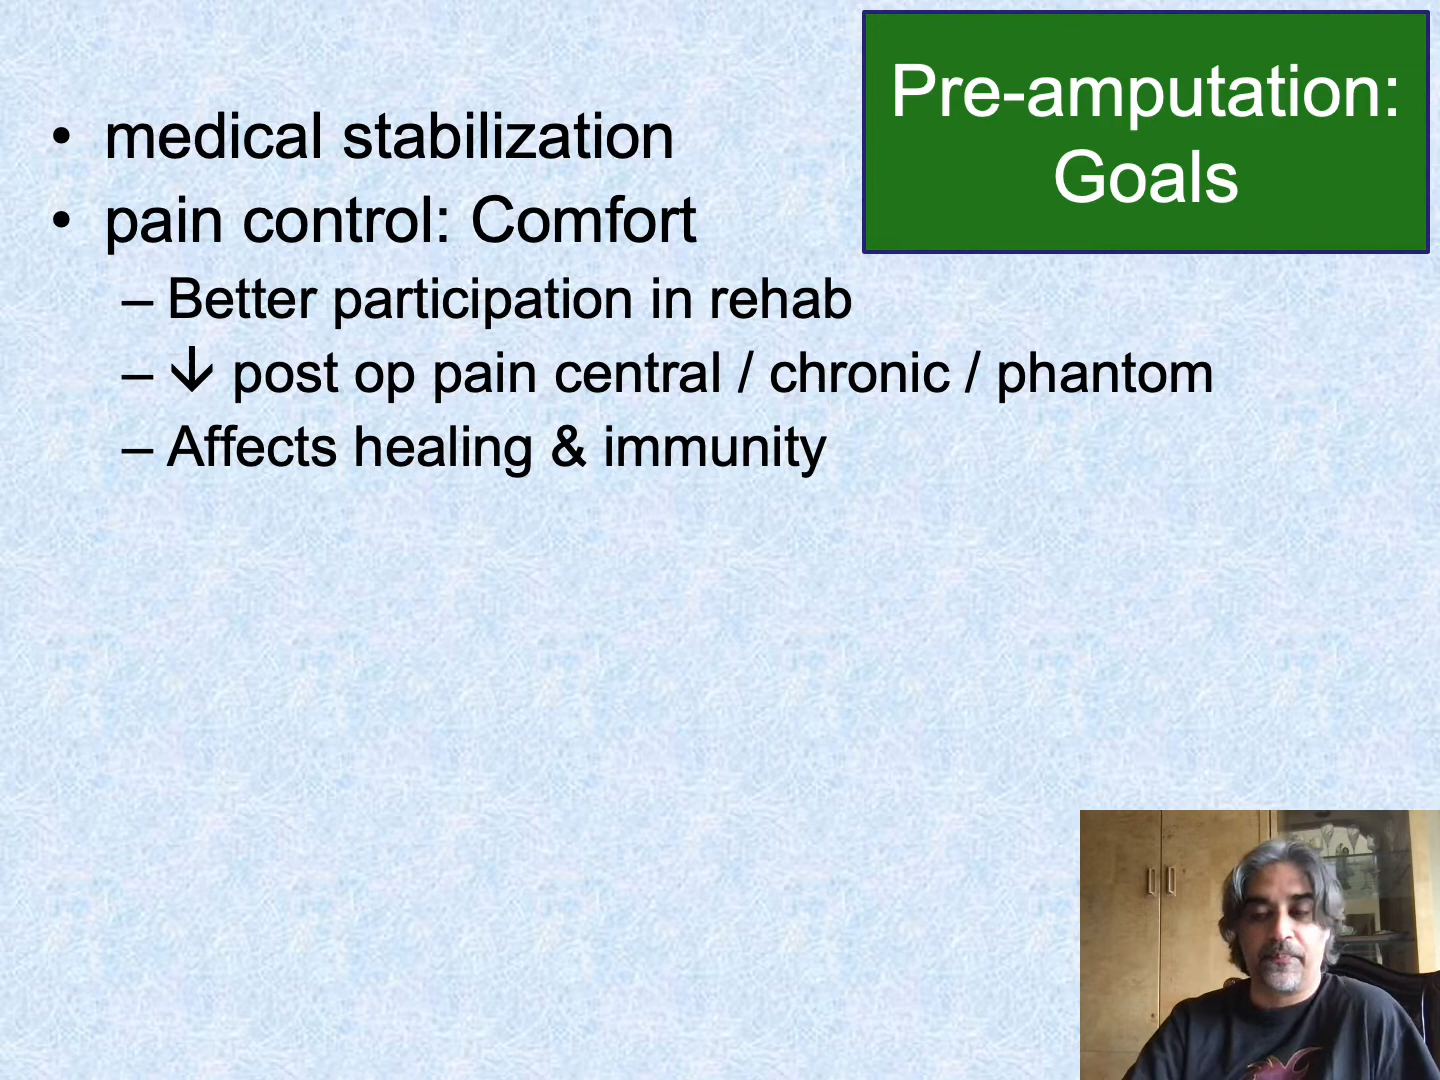 Pre-amputation:
Goals
• medical stabilization
• pain control: Comfort
– Better participation in rehab
– ↓ post op pain central / chronic / phantom
– Affects healing & immunity